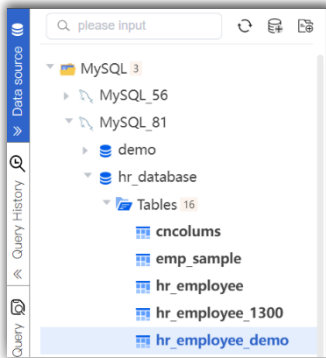 please input
MySQL 3
MySQL_56
MySQL_81
demo
hr_database
Tables 16
cncolums
emp_sample
hr_employee
hr_employee_1300
hr_employee_demo
Data source
Query History
Query